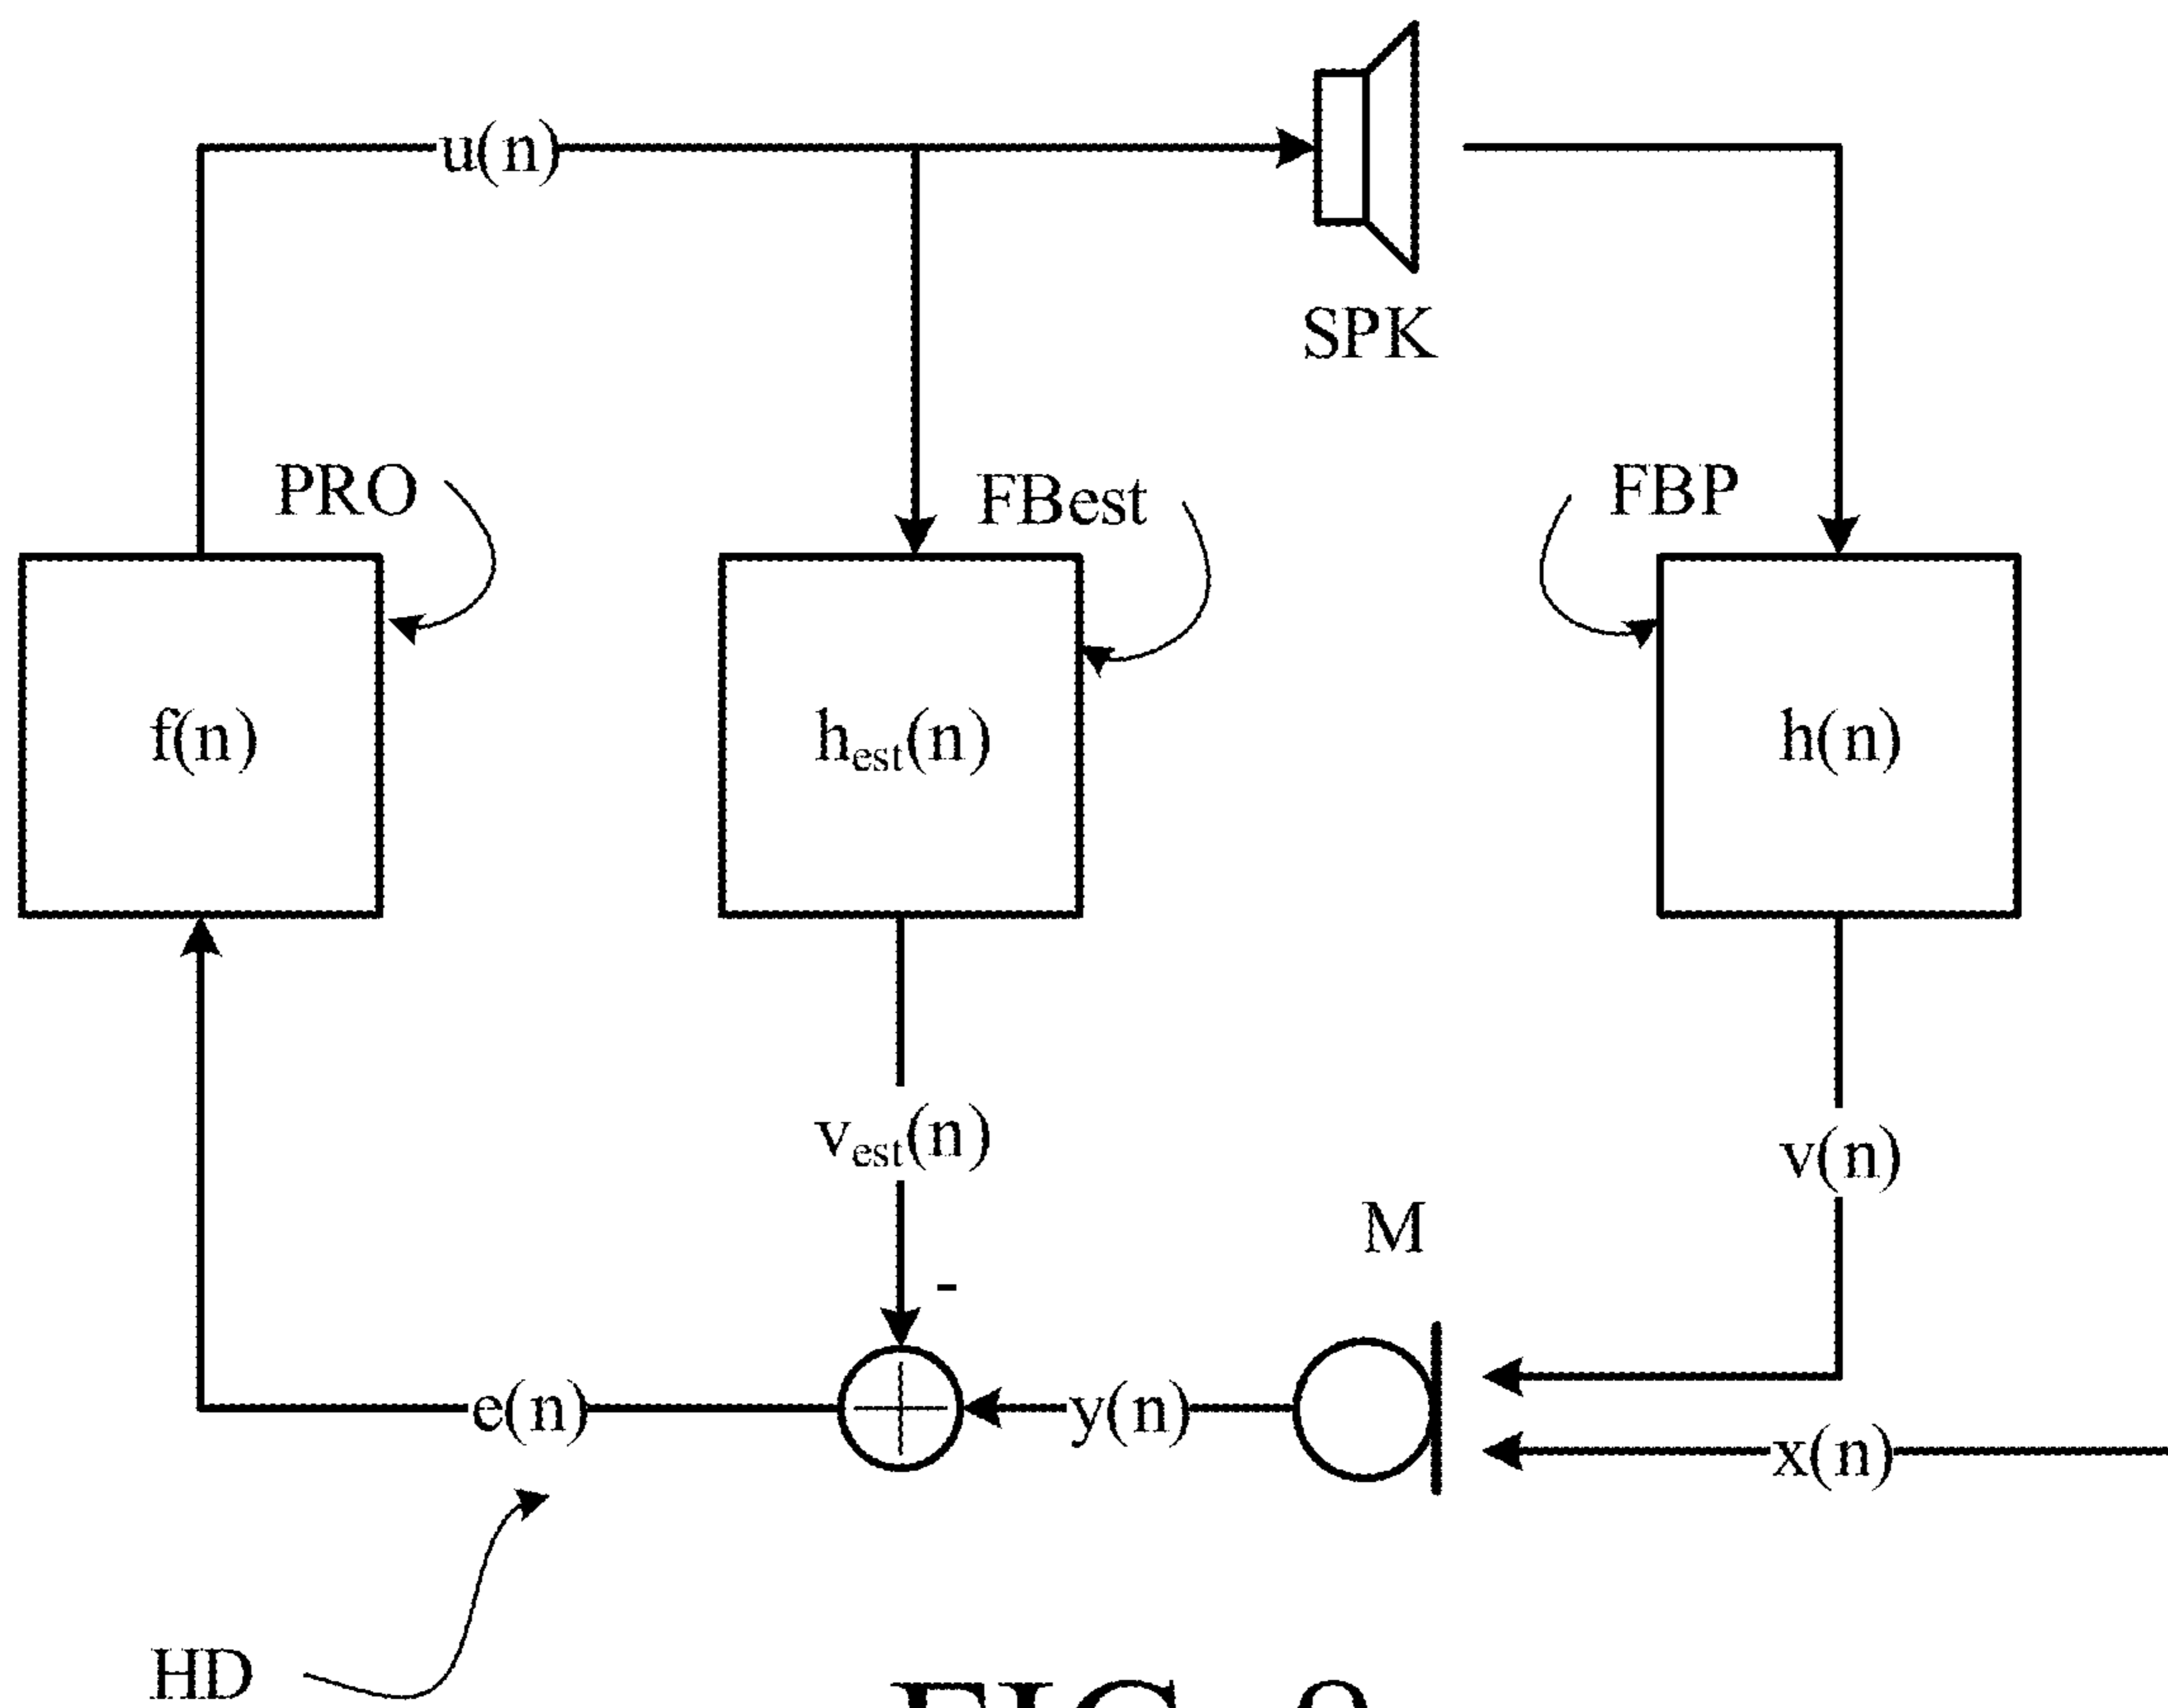 u(n)
SPK
PRO
FBest
FBP
f(n)
hest(n)
h(n)
vest(n)
v(n)
M
-
e(n)
y(n)
x(n)
HD